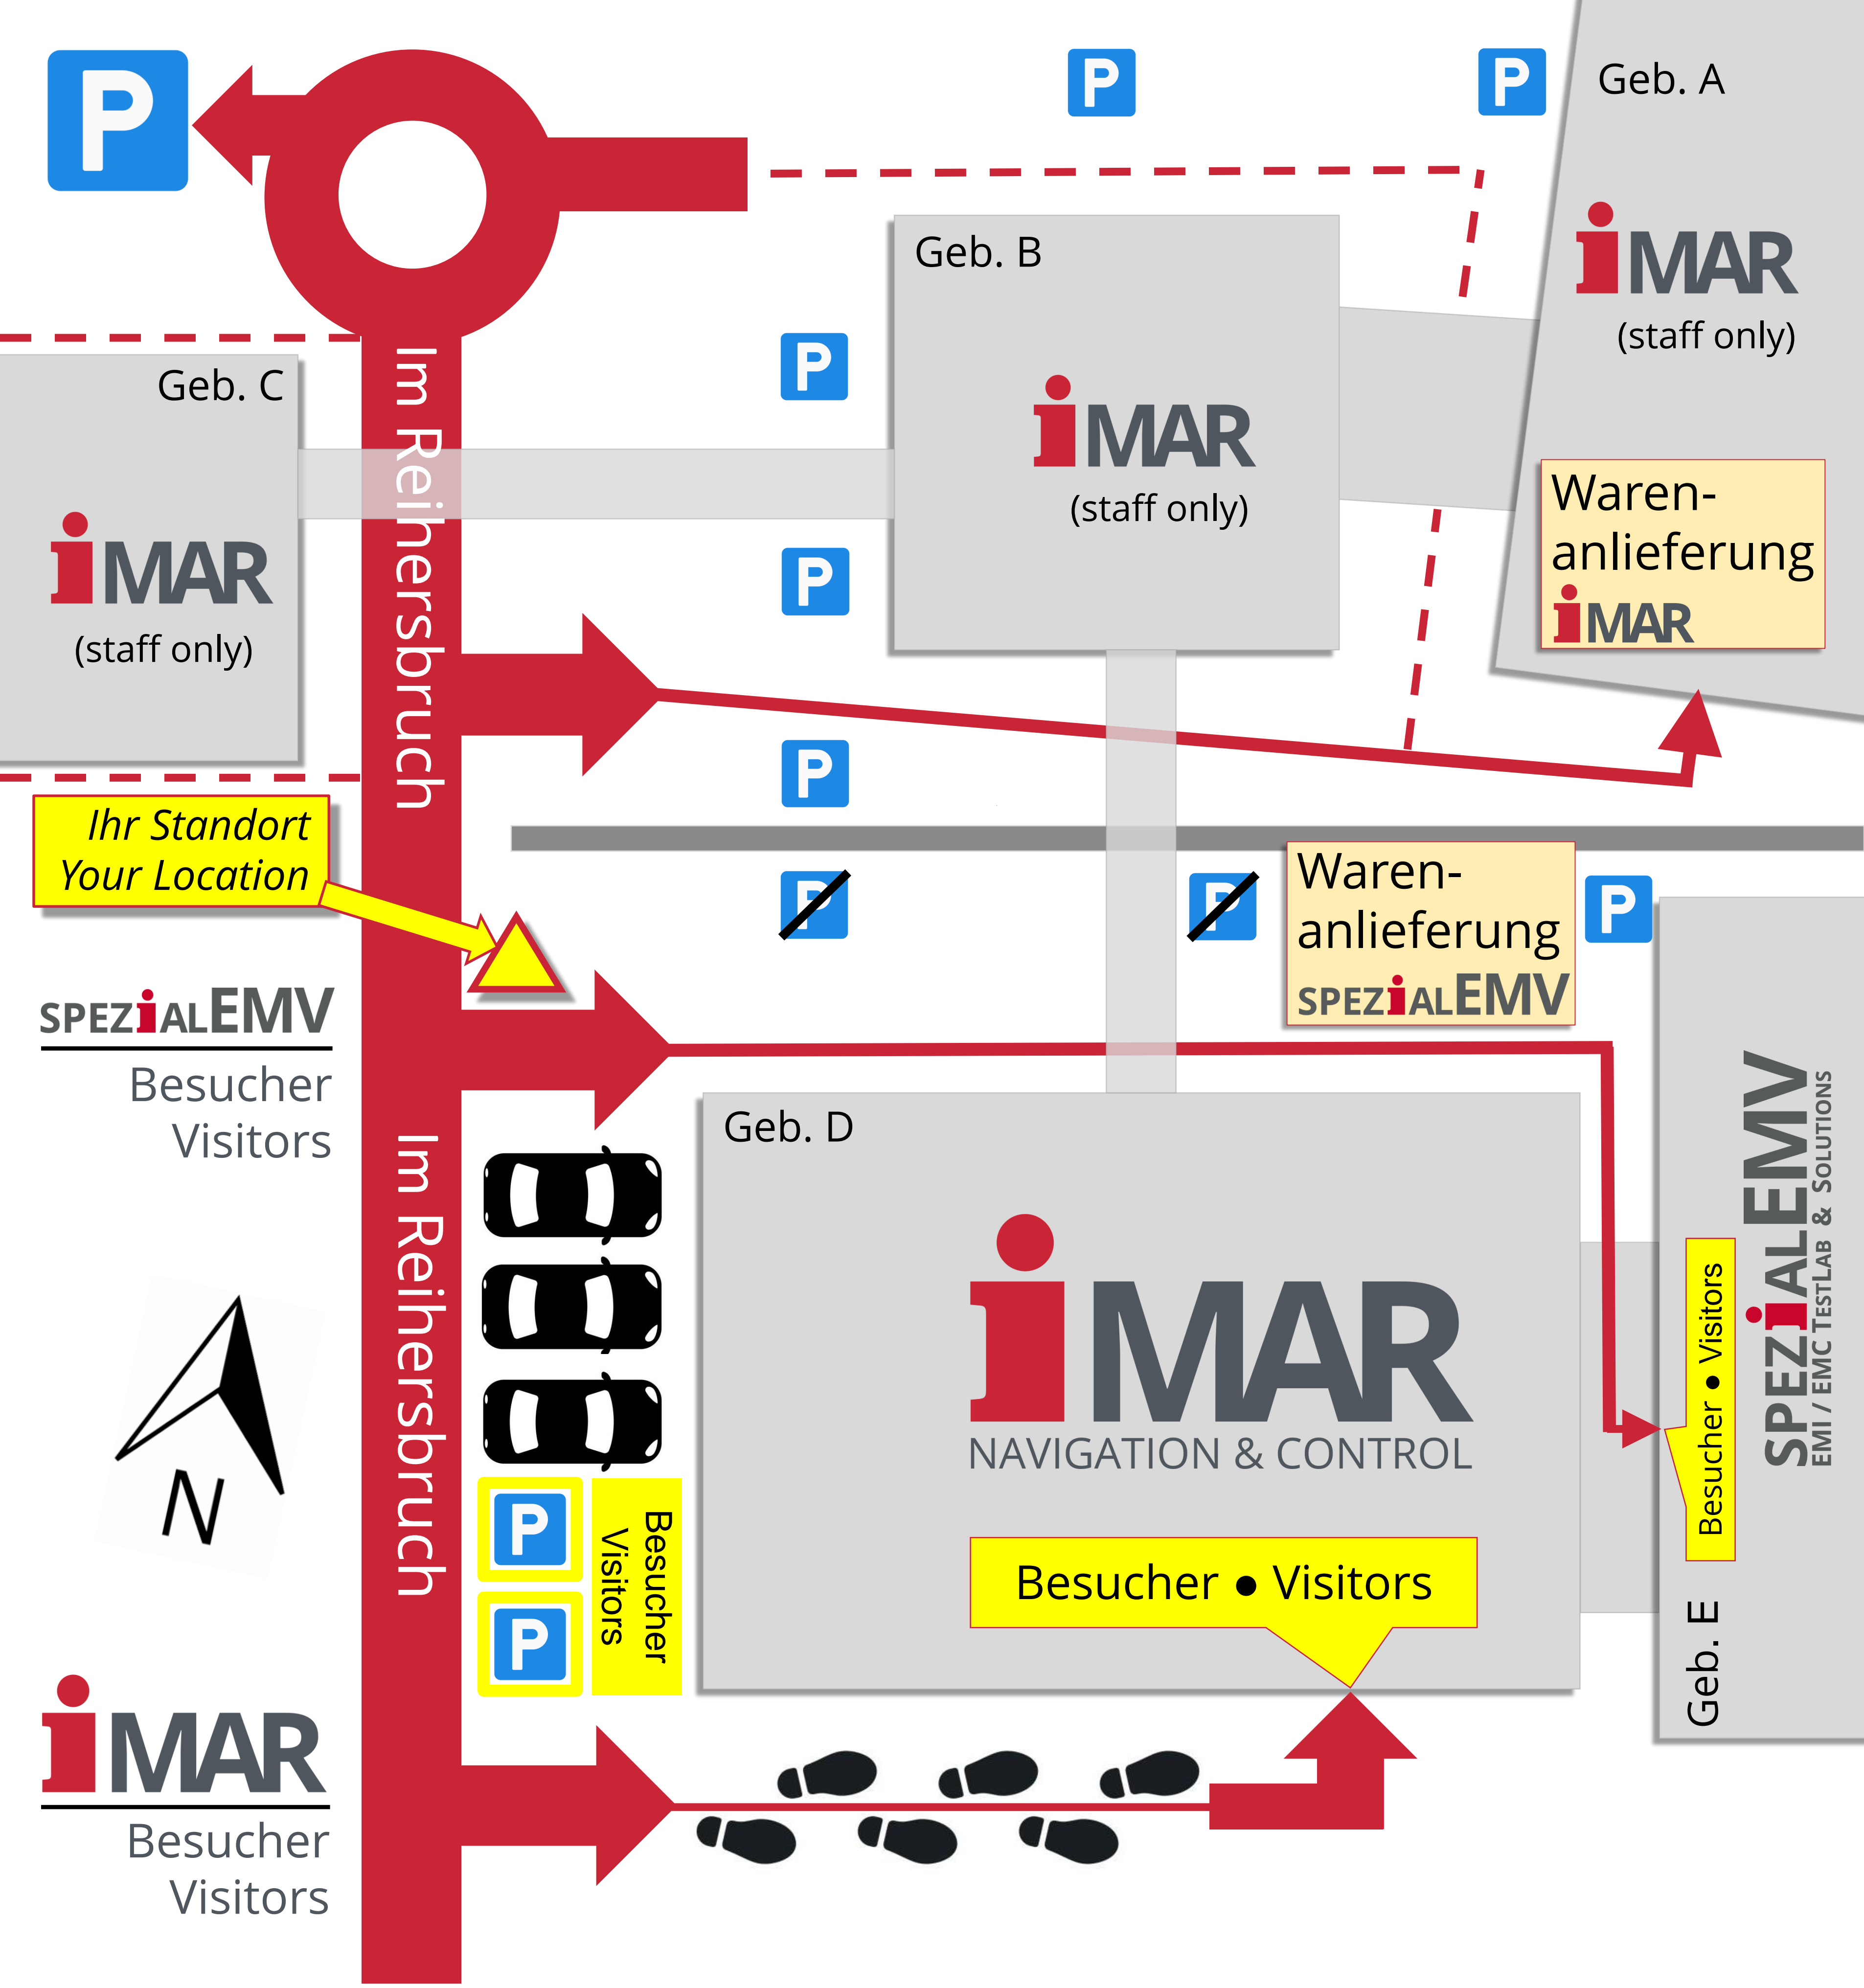 P
P
P
Geb. A
iMAR
(staff only)
Geb. B
iMAR
(staff only)
P
Geb. C
iMAR
(staff only)
Im Reihersbruch
Waren-
anlieferung
iMAR
P
P
Ihr Standort
Your Location
P
P
Waren-
anlieferung
SPEZiALEMV
P
SPEZiALEMV
Besucher
Visitors
Geb. D
iMAR
NAVIGATION & CONTROL
Besucher ● Visitors
Im Reihersbruch
N
P
P
Besucher
Visitors
SPEZiALEMV
EMI / EMC TESTLAB & SOLUTIONS
Besucher ● Visitors
Geb. E
iMAR
Besucher
Visitors